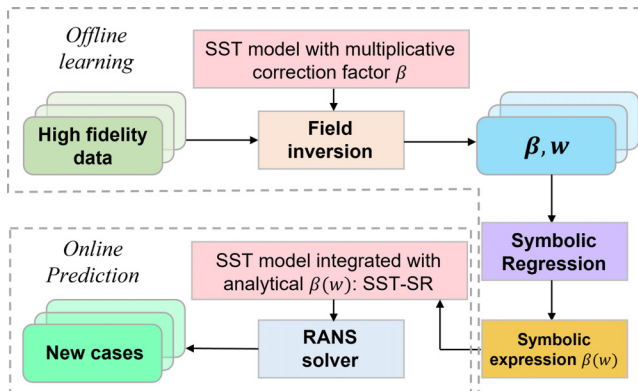 Offline
learning
SST model with multiplicative
correction factor β
High fidelity
data
Field
inversion
β, w
Symbolic
Regression
Symbolic
expression β(w)
Online
Prediction
SST model integrated with
analytical β(w): SST-SR
RANS
solver
New cases